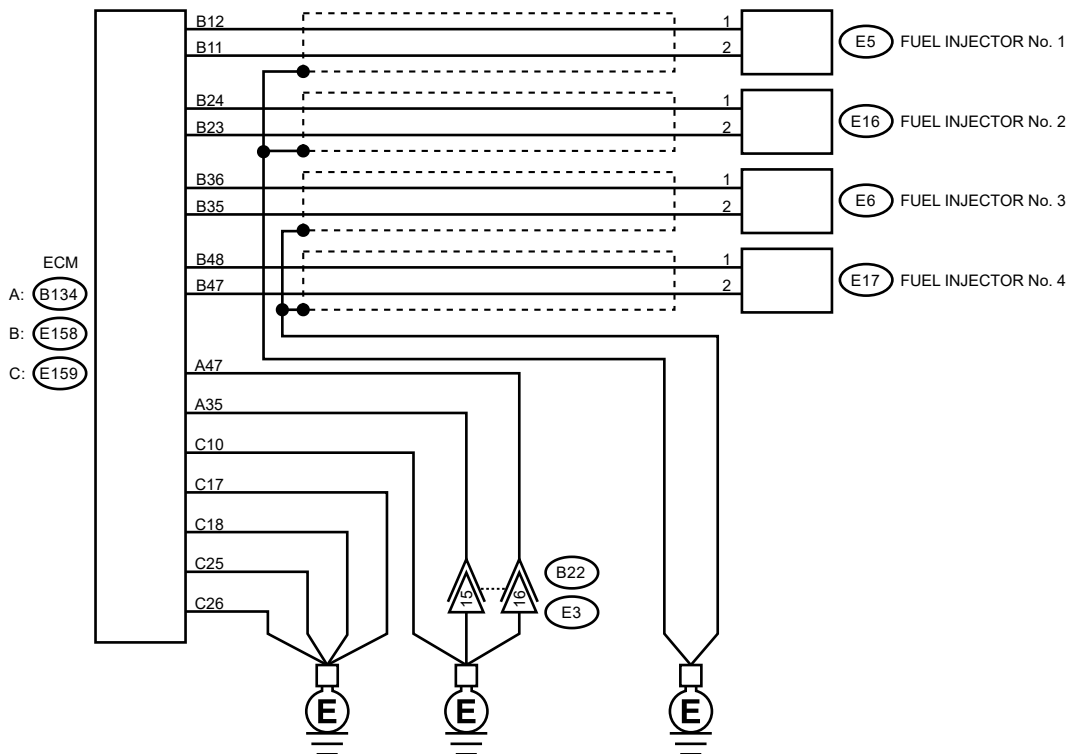 B12
1
E5 FUEL INJECTOR No. 1
B11
2
B24
1
E16 FUEL INJECTOR No. 2
B23
2
B36
1
E6 FUEL INJECTOR No. 3
B35
2
B48
1
E17 FUEL INJECTOR No. 4
B47
2
ECM
A: B134
B: E158
C: E159
A47
A35
C10
C17
C18
C25
C26
15
16
B22
E3
E
E
E